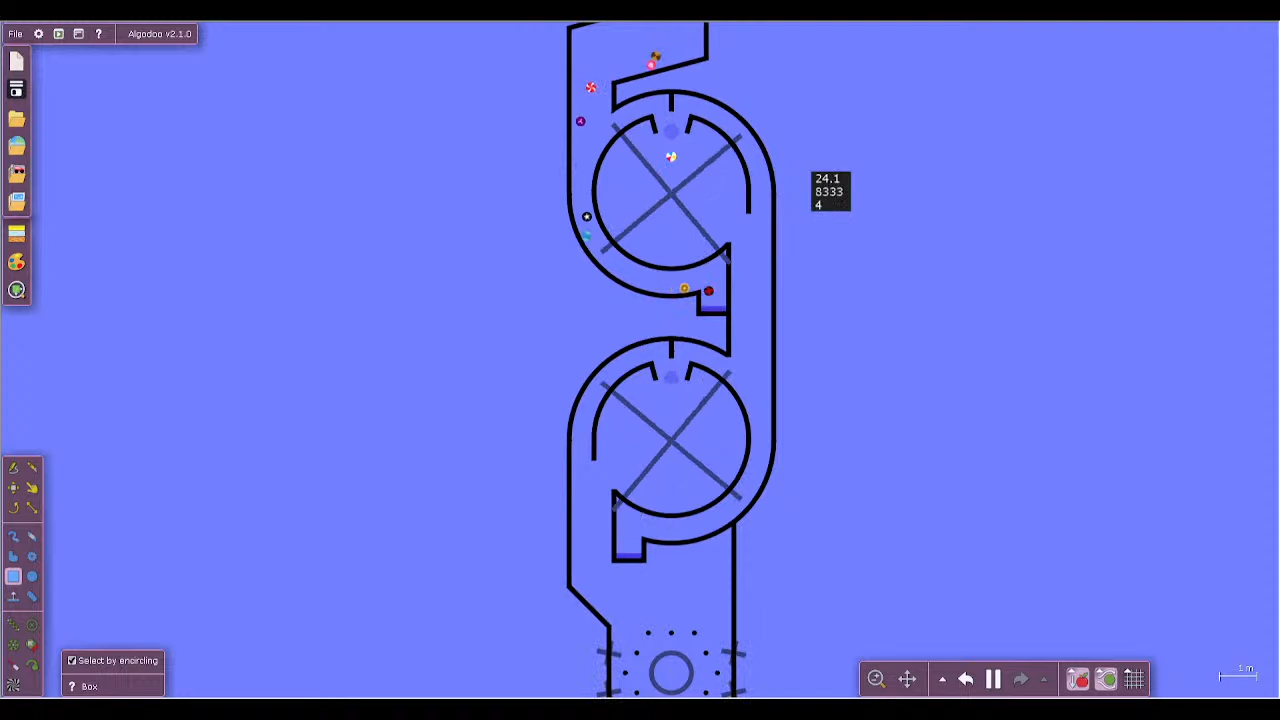 File ? Algodoo v2.1.0
24.1
8333
4
Select by encircling
? Box
1 m